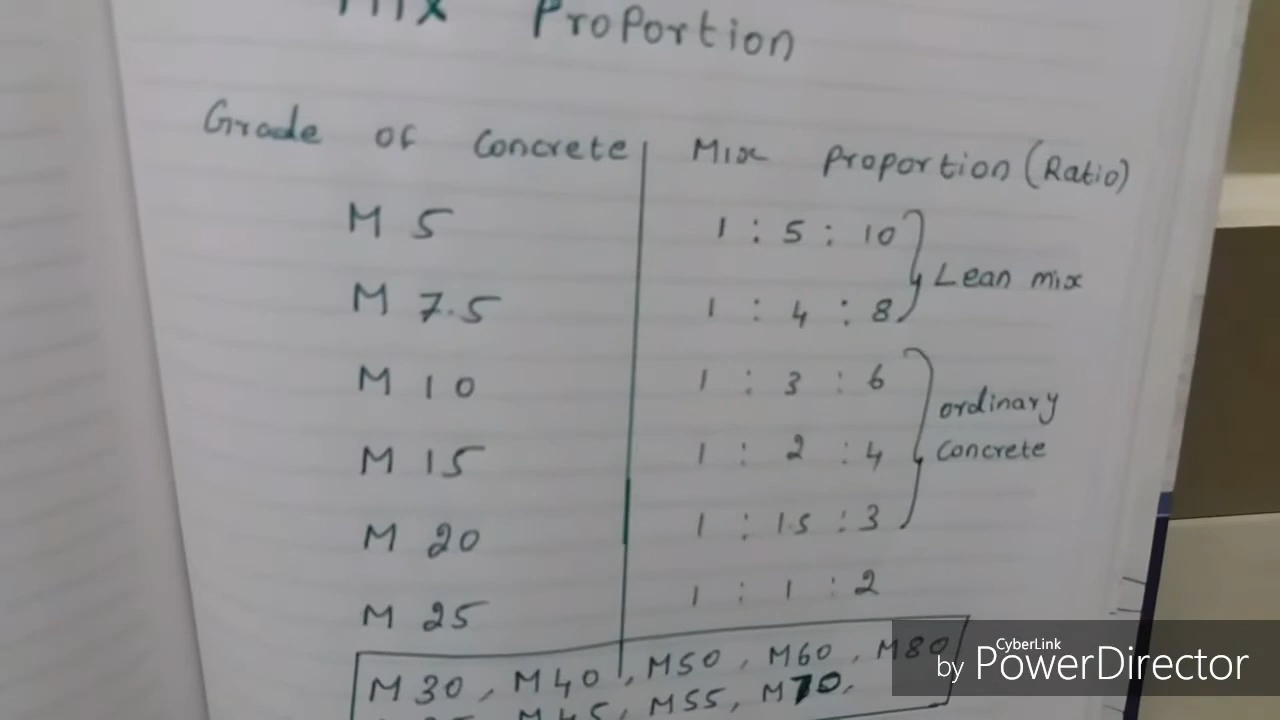 Mix Proportion
Grade of Concrete | Mix Proportion (Ratio)
M 5 1 : 5 : 10
Lean mix
M 7.5 1 : 4 : 8
M 10 1 : 3 : 6
ordinary
M 15 1 : 2 : 4
Concrete
M 20 1 : 1.5 : 3
M 25 1 : 1 : 2
M30, M40, M50, M60, M80
M45, M55, M70,
CyberLink
by PowerDirector